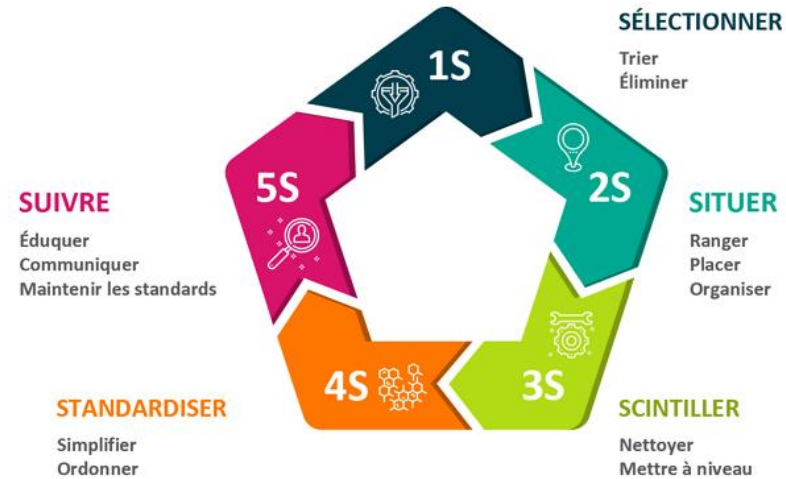 1S
SÉLECTIONNER
Trier
Éliminer
2S
SITUER
Ranger
Placer
Organiser
3S
SCINTILLER
Nettoyer
Mettre à niveau
4S
STANDARDISER
Simplifier
Ordonner
5S
SUIVRE
Éduquer
Communiquer
Maintenir les standards